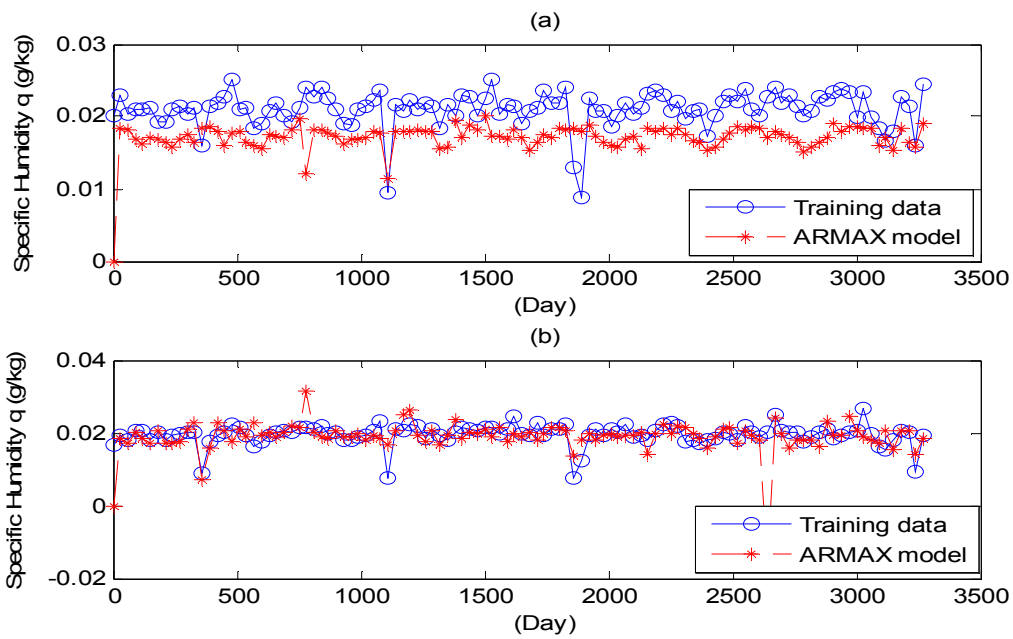 (a)
Specific Humidity q (g/kg)
0.03
0.02
0.01
0
Training data
ARMAX model
0 500 1000 1500 2000 2500 3000 3500
(Day)
(b)
Specific Humidity q (g/kg)
0.04
0.02
0
-0.02
Training data
ARMAX model
0 500 1000 1500 2000 2500 3000 3500
(Day)